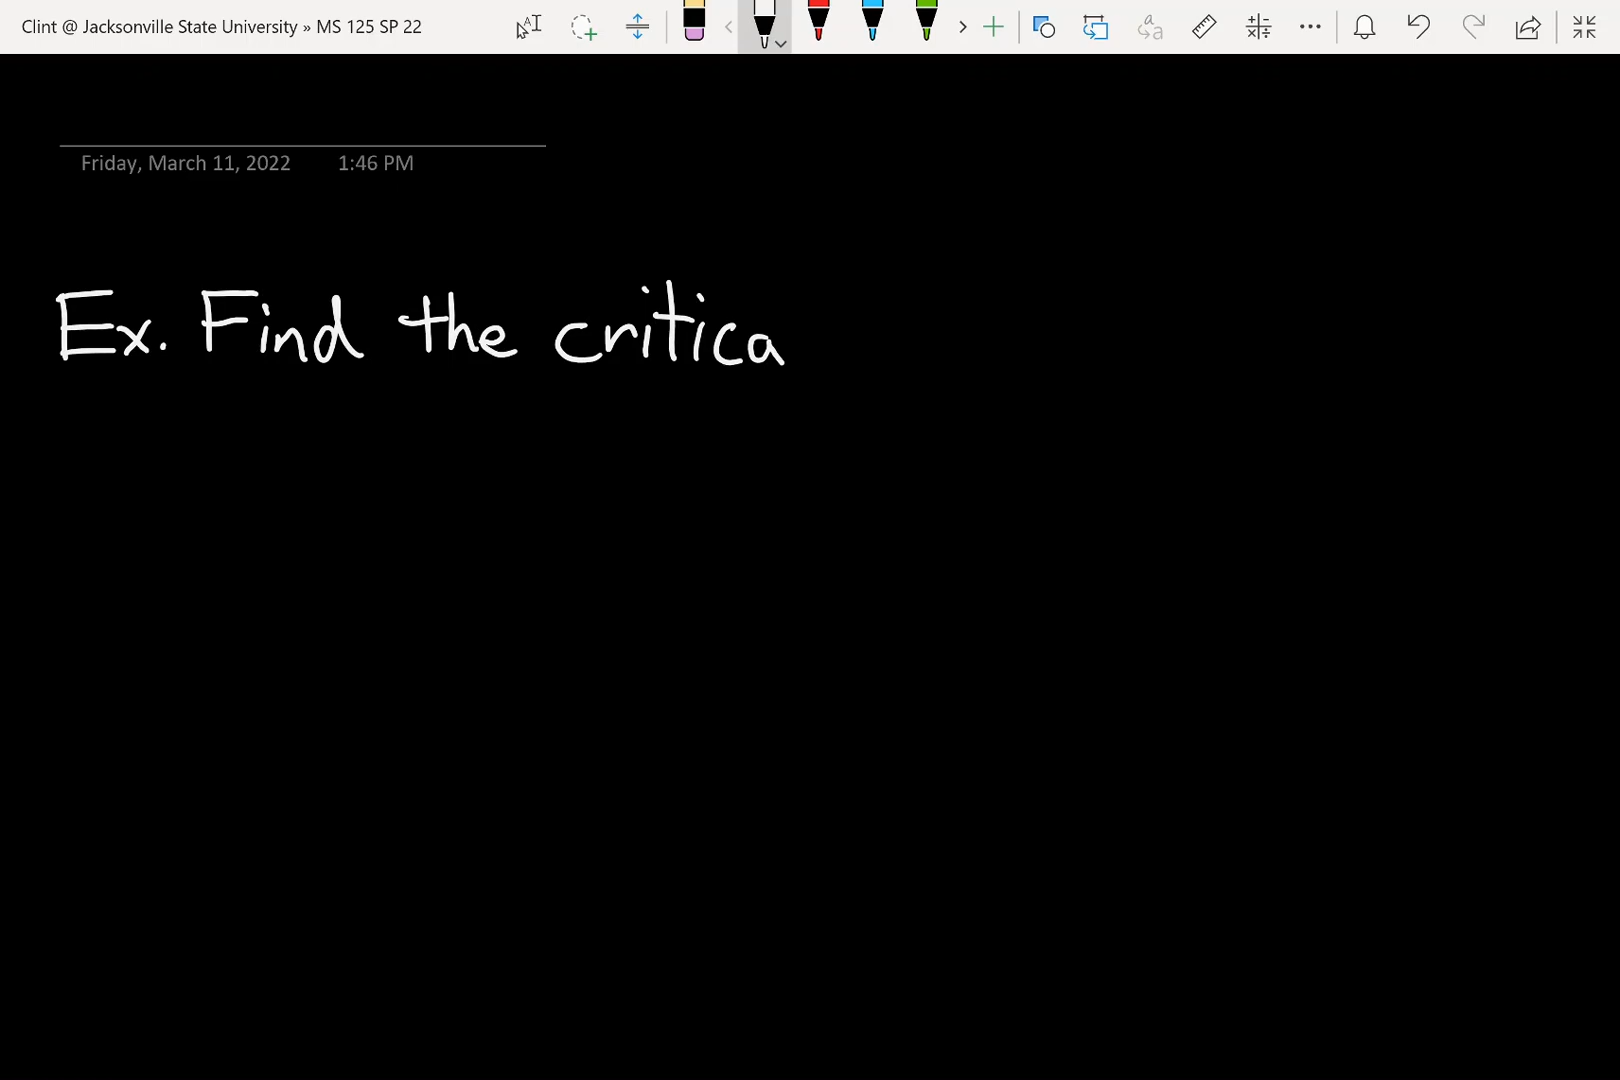 Clint @ Jacksonville State University » MS 125 SP 22
Friday, March 11, 2022 1:46 PM
Ex. Find the critica